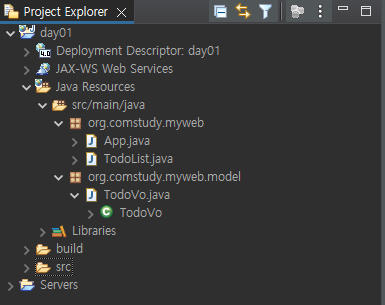 Project Explorer
day01
Deployment Descriptor: day01
JAX-WS Web Services
Java Resources
src/main/java
org.comstudy.myweb
App.java
TodoList.java
org.comstudy.myweb.model
TodoVo.java
TodoVo
Libraries
build
src
Servers